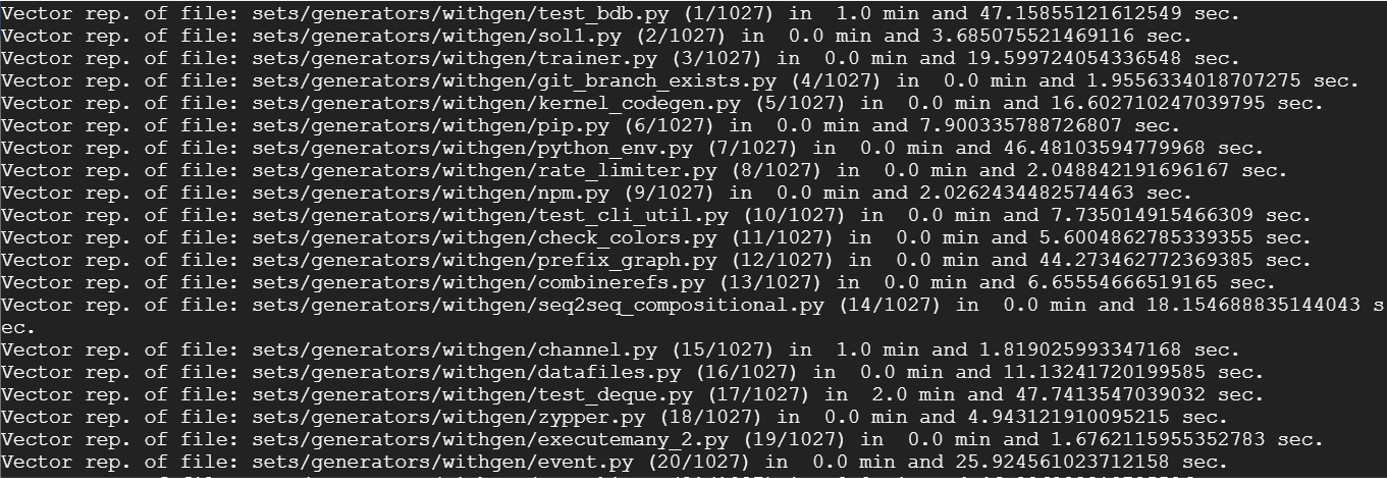 Vector rep. of file: sets/generators/withgen/test_bdb.py (1/1027) in  1.0 min and 47.15855121612549 sec.
Vector rep. of file: sets/generators/withgen/sol1.py (2/1027) in  0.0 min and 3.685075521469116 sec.
Vector rep. of file: sets/generators/withgen/trainer.py (3/1027) in  0.0 min and 19.599724054336548 sec.
Vector rep. of file: sets/generators/withgen/git_branch_exists.py (4/1027) in  0.0 min and 1.9556334018707275 sec.
Vector rep. of file: sets/generators/withgen/kernel_codegen.py (5/1027) in  0.0 min and 16.602710247039795 sec.
Vector rep. of file: sets/generators/withgen/pip.py (6/1027) in  0.0 min and 7.900335788726807 sec.
Vector rep. of file: sets/generators/withgen/python_env.py (7/1027) in  0.0 min and 46.48103594779968 sec.
Vector rep. of file: sets/generators/withgen/rate_limiter.py (8/1027) in  0.0 min and 2.048842191696167 sec.
Vector rep. of file: sets/generators/withgen/npm.py (9/1027) in  0.0 min and 2.0262434482574463 sec.
Vector rep. of file: sets/generators/withgen/test_cli_util.py (10/1027) in  0.0 min and 7.735014915466309 sec.
Vector rep. of file: sets/generators/withgen/check_colors.py (11/1027) in  0.0 min and 5.6004862785339355 sec.
Vector rep. of file: sets/generators/withgen/prefix_graph.py (12/1027) in  0.0 min and 44.273462772369385 sec.
Vector rep. of file: sets/generators/withgen/combinerefs.py (13/1027) in  0.0 min and 6.65554666519165 sec.
Vector rep. of file: sets/generators/withgen/seq2seq_compositional.py (14/1027) in  0.0 min and 18.154688835144043 s
ec.
Vector rep. of file: sets/generators/withgen/channel.py (15/1027) in  1.0 min and 1.819025993347168 sec.
Vector rep. of file: sets/generators/withgen/datafiles.py (16/1027) in  0.0 min and 11.13241720199585 sec.
Vector rep. of file: sets/generators/withgen/test_deque.py (17/1027) in  2.0 min and 47.7413547039032 sec.
Vector rep. of file: sets/generators/withgen/zypper.py (18/1027) in  0.0 min and 4.943121910095215 sec.
Vector rep. of file: sets/generators/withgen/executemany_2.py (19/1027) in  0.0 min and 1.6762115955352783 sec.
Vector rep. of file: sets/generators/withgen/event.py (20/1027) in  0.0 min and 25.924561023712158 sec.